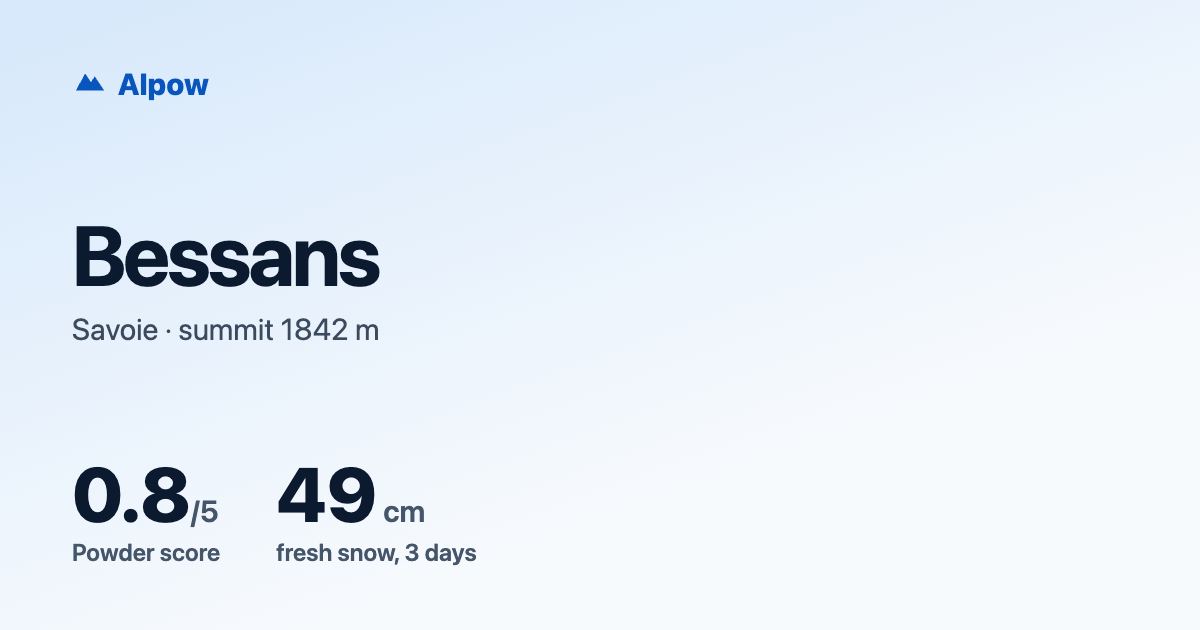 Alpow
Bessans
Savoie · summit 1842 m
0.8/5
Powder score
49 cm
fresh snow, 3 days